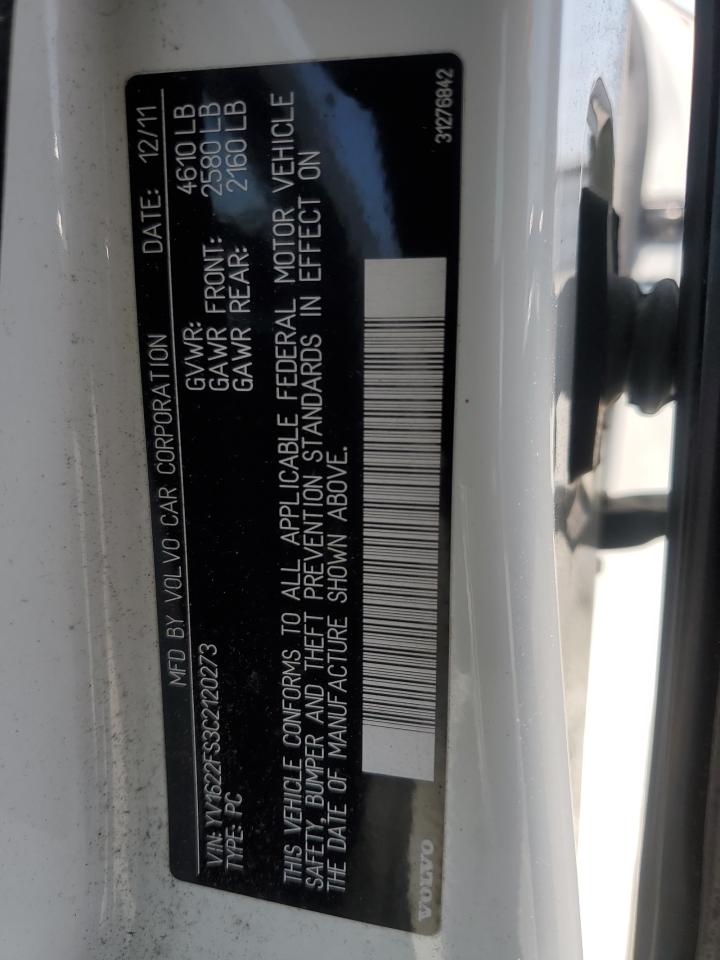 MFD BY VOLVO CAR CORPORATION DATE: 12/11
GVWR: 4610 LB
GAWR FRONT: 2580 LB
GAWR REAR: 2160 LB
VIN: YV1622FS3C2120273
TYPE: PC
THIS VEHICLE CONFORMS TO ALL APPLICABLE FEDERAL MOTOR VEHICLE
SAFETY, BUMPER AND THEFT PREVENTION STANDARDS IN EFFECT ON
THE DATE OF MANUFACTURE SHOWN ABOVE.
VOLVO
31276842